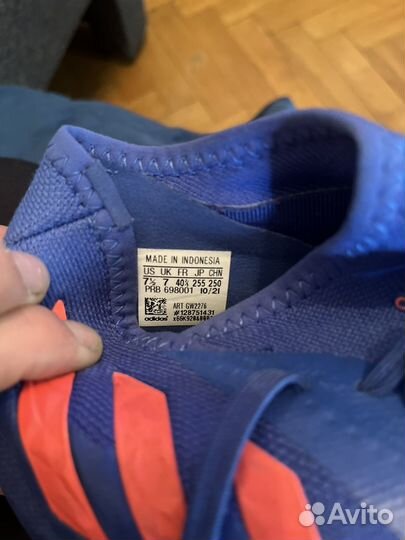 MADE IN INDONESIA
US UK FR JP CHN
7½ 7 40⅔ 255 250
PRB 698001 10/21
ART GW2276
#128751431
adidas
Avito